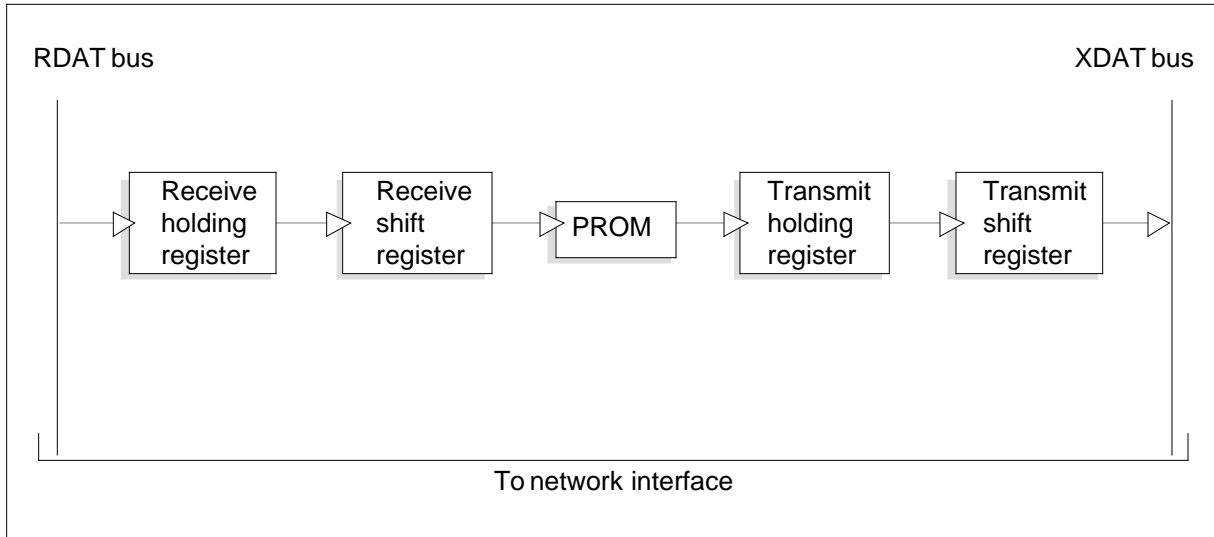 RDAT bus
XDAT bus
Receive
holding
register
Receive
shift
register
PROM
Transmit
holding
register
Transmit
shift
register
To network interface